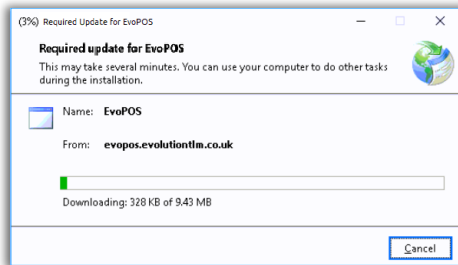 (3%) Required Update for EvoPOS
Required update for EvoPOS
This may take several minutes. You can use your computer to do other tasks
during the installation.
Name: EvoPOS
From: evopos.evolutiontlm.co.uk
Downloading: 328 KB of 9.43 MB
Cancel